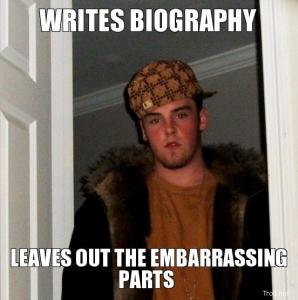 WRITES BIOGRAPHY
LEAVES OUT THE EMBARRASSING
PARTS